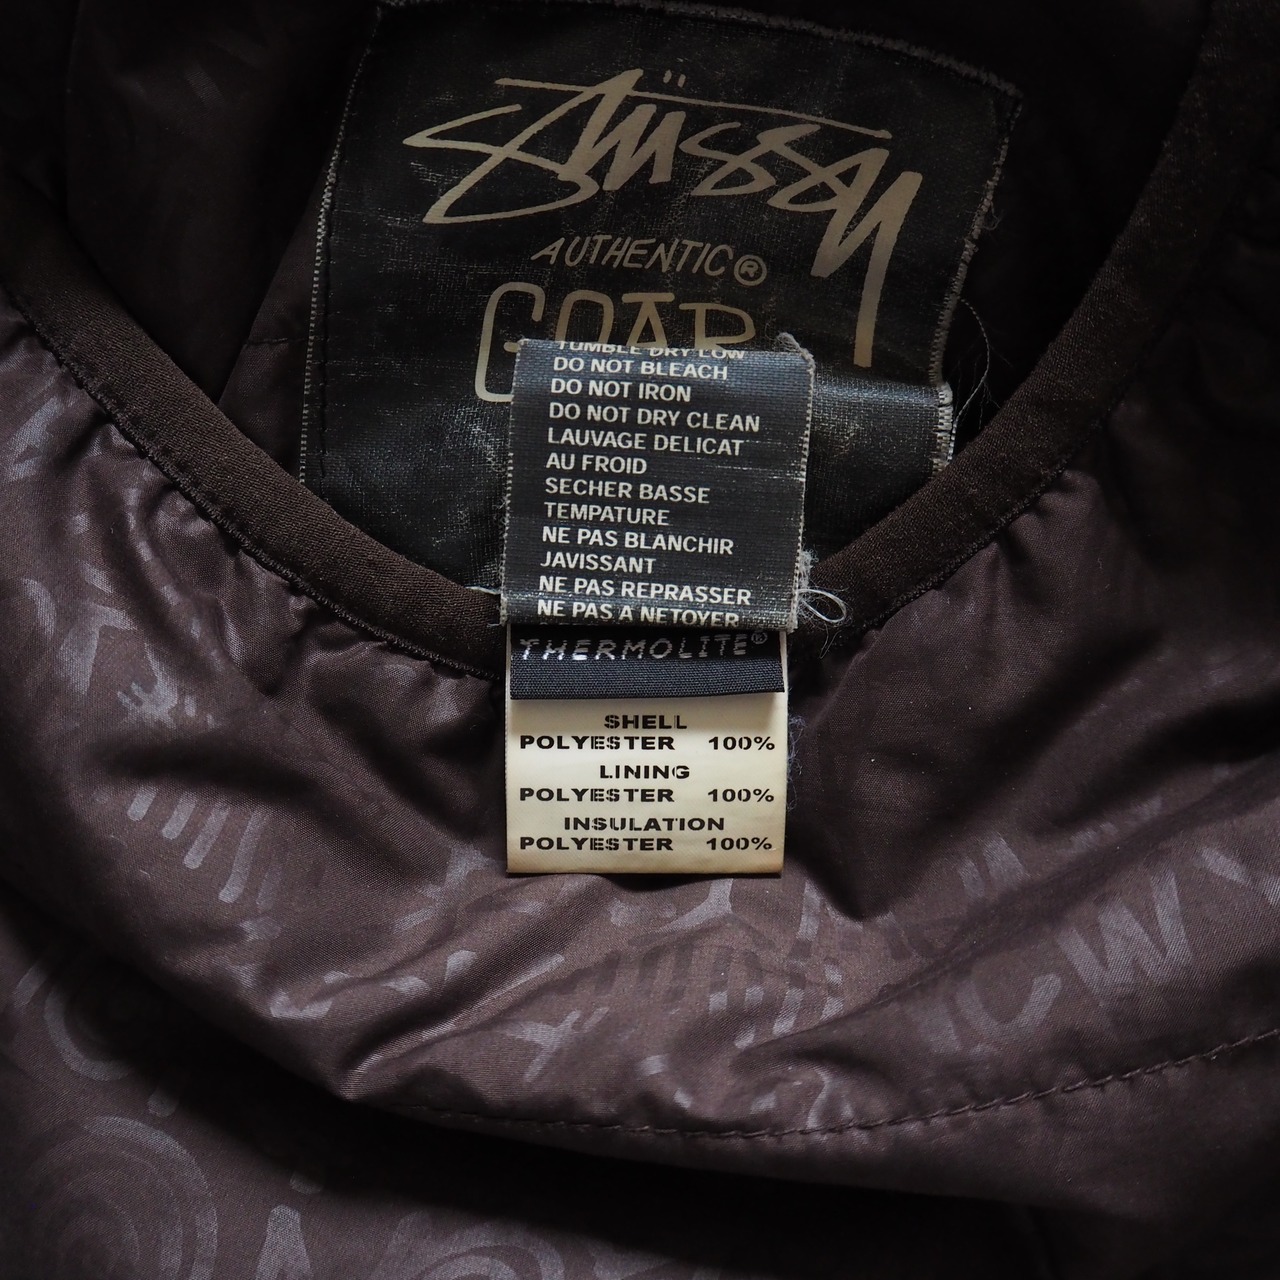 Stüssy
AUTHENTIC®
GEAR
TUMBLE DRY LOW
DO NOT BLEACH
DO NOT IRON
DO NOT DRY CLEAN
LAUVAGE DELICAT
AU FROID
SECHER BASSE
TEMPATURE
NE PAS BLANCHIR
JAVISSANT
NE PAS REPRASSER
NE PAS A NETOYER
THERMOLITE®
SHELL
POLYESTER 100%
LINING
POLYESTER 100%
INSULATION
POLYESTER 100%